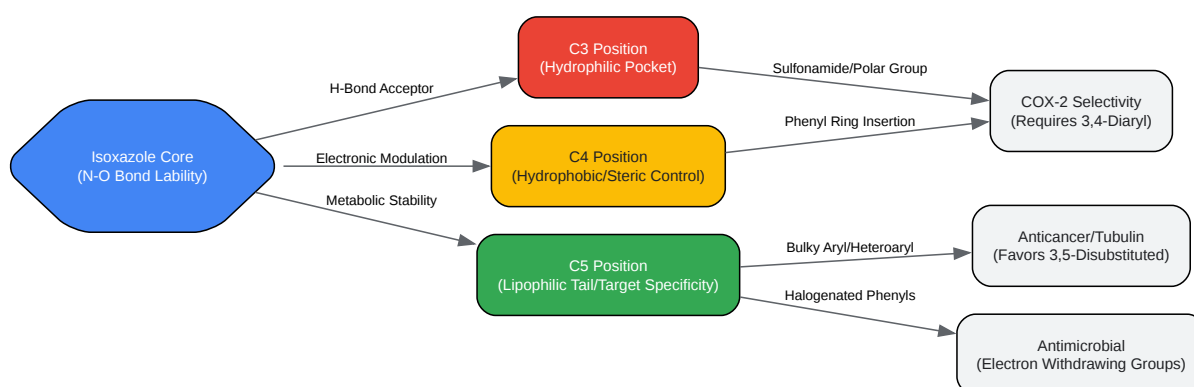 Isoxazole Core
(N-O Bond Lability)
H-Bond Acceptor
Electronic Modulation
Metabolic Stability
C3 Position
(Hydrophilic Pocket)
C4 Position
(Hydrophobic/Steric Control)
C5 Position
(Lipophilic Tail/Target Specificity)
Sulfonamide/Polar Group
Phenyl Ring Insertion
Bulky Aryl/Heteroaryl
Halogenated Phenyls
COX-2 Selectivity
(Requires 3,4-Diaryl)
Anticancer/Tubulin
(Favors 3,5-Disubstituted)
Antimicrobial
(Electron Withdrawing Groups)